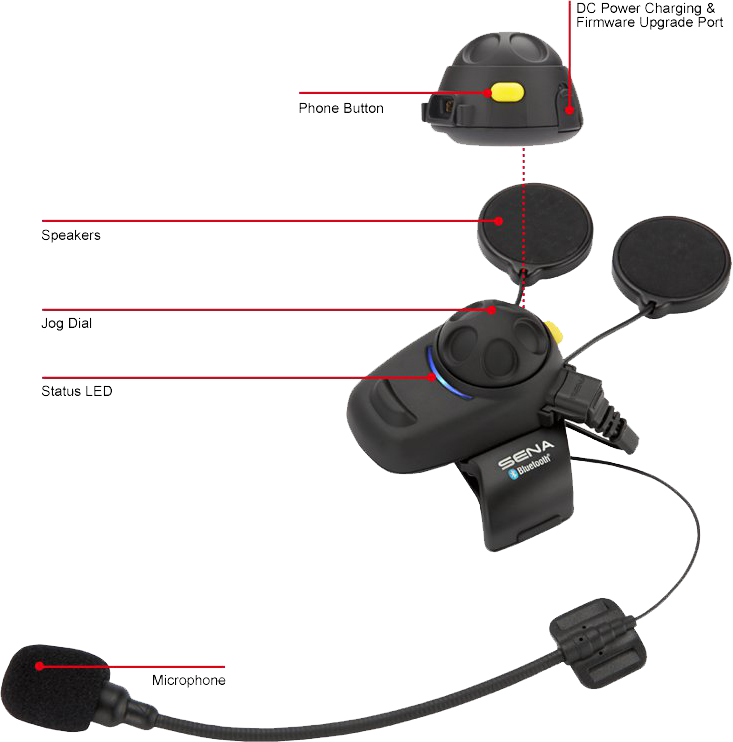 DC Power Charging &
Firmware Upgrade Port
Phone Button
Speakers
Jog Dial
Status LED
SENA
Bluetooth
Microphone